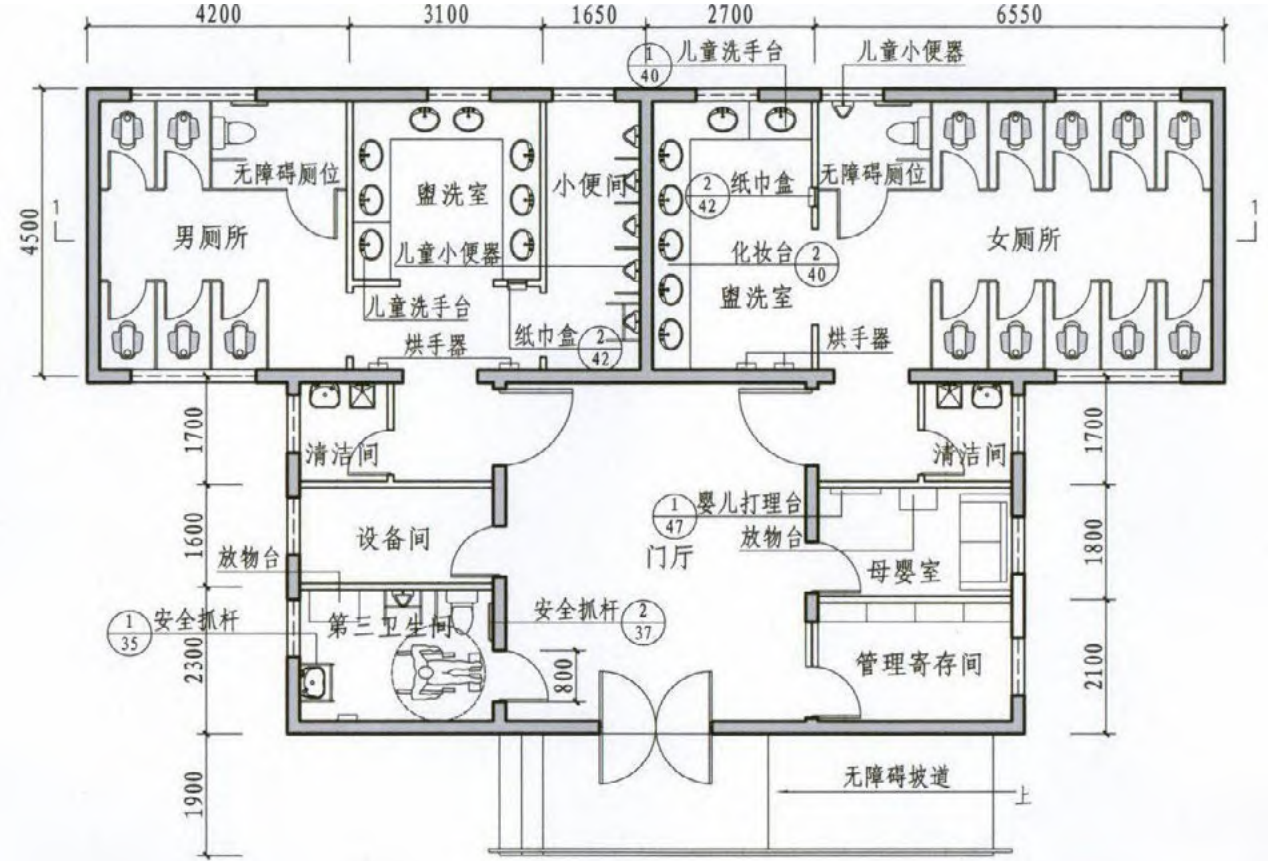 4200 3100 1650 2700 6550
1 儿童洗手台 儿童小便器
40
无障碍厕位 盥洗室 小便间 2 纸巾盒 无障碍厕位
42
1 1
4500
男厕所 儿童小便器 化妆台 2 女厕所
40
盥洗室
儿童洗手台
纸巾盒 2
42
烘手器 烘手器
1700 清洁间 清洁间 1700
1 婴儿打理台
47
放物台
1600 设备间 门厅 母婴室 1800
放物台
1 安全抓杆 第三卫生间 安全抓杆 2
35 37
2300 800 管理寄存间 2100
1900 无障碍坡道 上